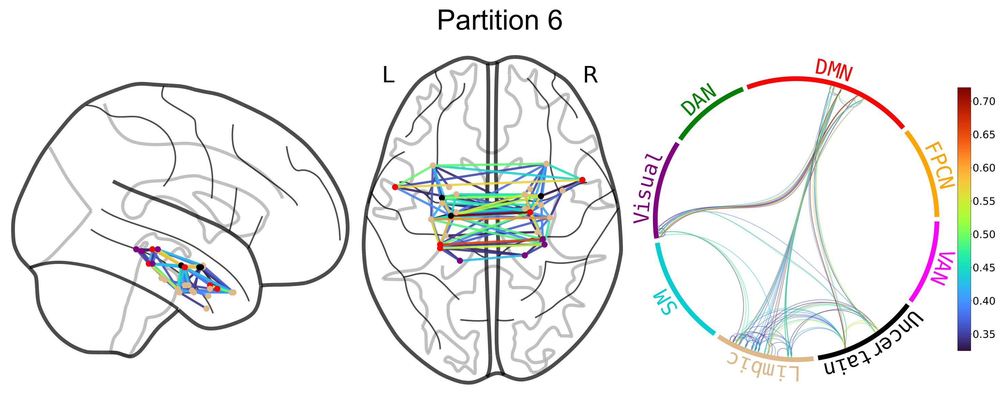 Partition 6
L
R
DMN
DAN
FPCN
Visual
VAN
SM
Uncertain
Limbic
0.70
0.65
0.60
0.55
0.50
0.45
0.40
0.35